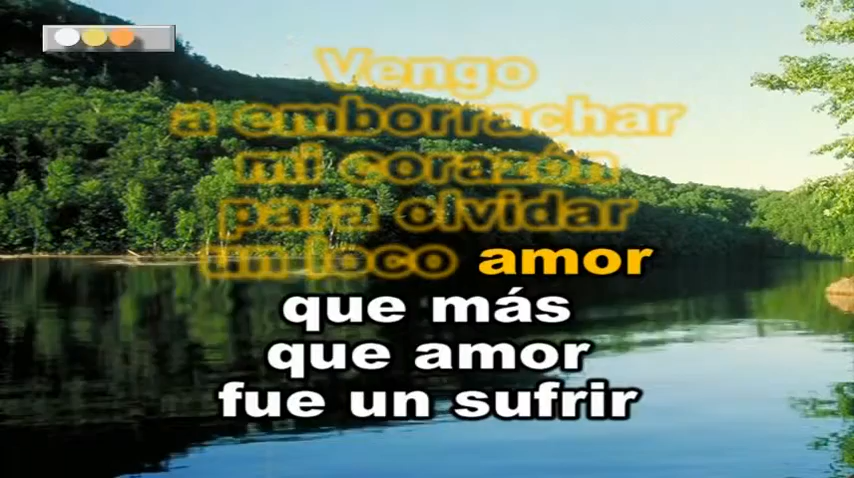 Vengo
a emborrachar
mi corazón
para olvidar
un loco amor
que más
que amor
fue un sufrir